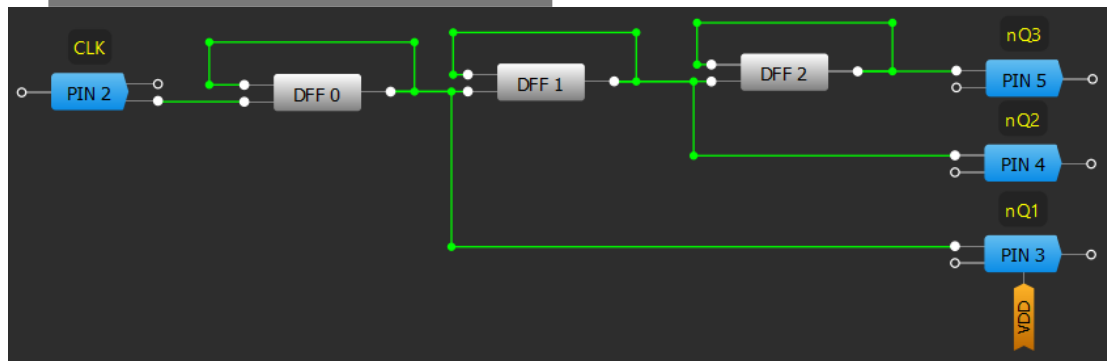 CLK
PIN 2
DFF 0
DFF 1
DFF 2
nQ3
PIN 5
nQ2
PIN 4
nQ1
PIN 3
VDD